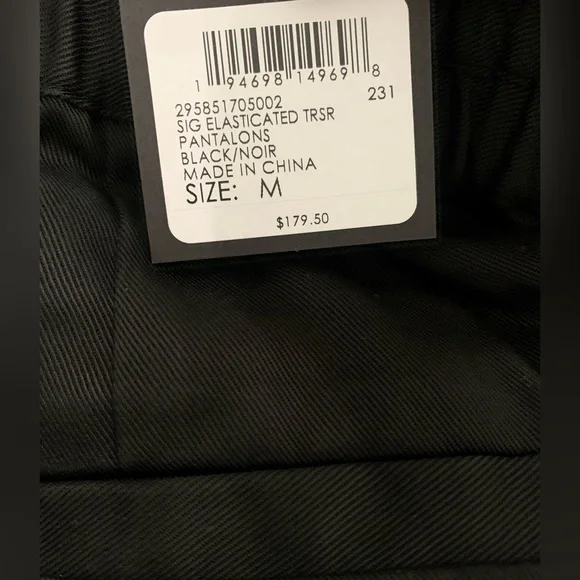 1 94698 14969 8
295851705002 231
SIG ELASTICATED TRSR
PANTALONS
BLACK/NOIR
MADE IN CHINA
SIZE: M
$179.50